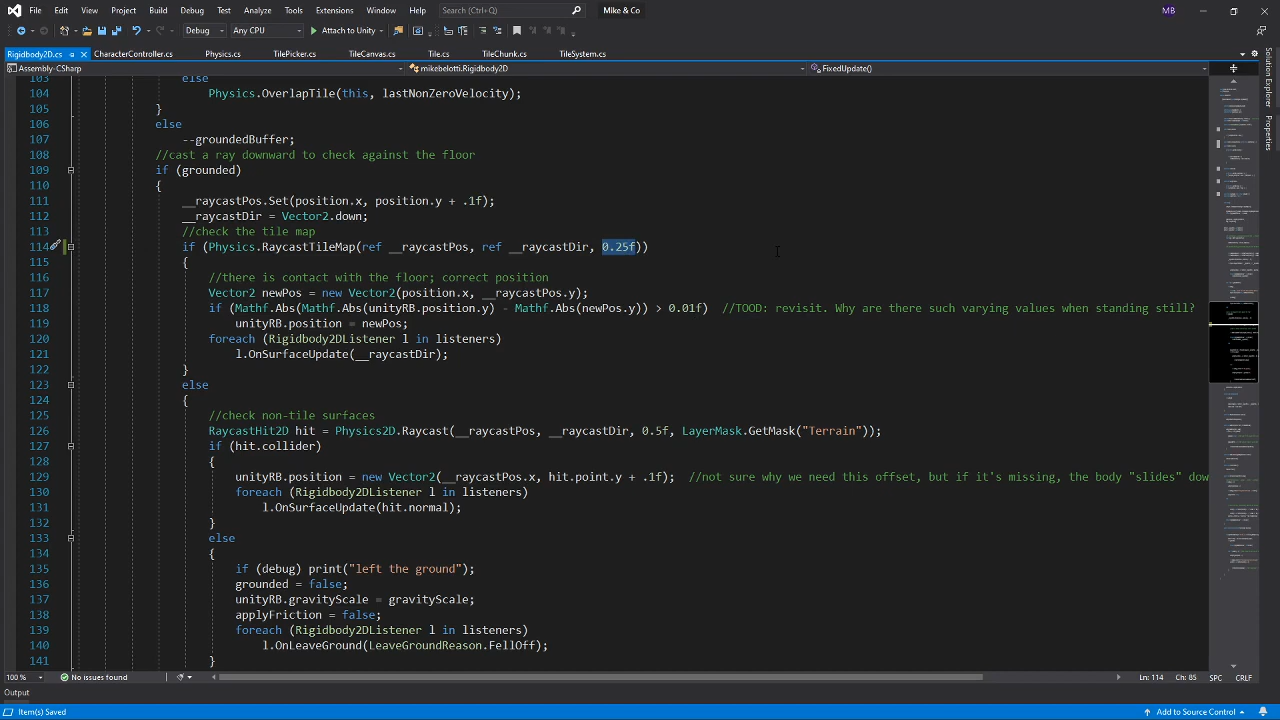 File Edit View Project Build Debug Test Analyze Tools Extensions Window Help Search (Ctrl+Q) Mike & Co MB
Debug Any CPU Attach to Unity
Rigidbody2D.cs CharacterController.cs Physics.cs TilePicker.cs TileCanvas.cs Tile.cs TileSystem.cs
Assembly-CSharp mikebelotti.Rigidbody2D FixedUpdate()
103 else
104 Physics.OverlapTile(this, lastNonZeroVelocity);
105 }
106 else
107 --groundedBuffer;
108 //cast a ray downward to check against the floor
109 if (grounded)
110 {
111 __raycastPos.Set(position.x, position.y + .1f);
112 __raycastDir = Vector2.down;
113 //check the tile map
114 if (Physics.RaycastTileMap(ref __raycastPos, ref __raycastDir, 0.25f))
115 {
116 //there is contact with the floor; correct position
117 Vector2 newPos = new Vector2(position.x, __raycastPos.y);
118 if (Mathf.Abs(Mathf.Abs(unityRB.position.y) - Mathf.Abs(newPos.y)) > 0.01f) //TOOD: revise. Why are there such varying values when standing still?
119 unityRB.position = newPos;
120 foreach (Rigidbody2DListener l in listeners)
121 l.OnSurfaceUpdate(__raycastDir);
122 }
123 else
124 {
125 //check non-tile surfaces
126 RaycastHit2D hit = Physics2D.Raycast(__raycastPos, __raycastDir, 0.5f, LayerMask.GetMask("Terrain"));
127 if (hit.collider)
128 {
129 unityRB.position = new Vector2(__raycastPos.x, hit.point.y + .1f); //not sure why we need this offset, but if it's missing, the body "slides" dow
130 foreach (Rigidbody2DListener l in listeners)
131 l.OnSurfaceUpdate(hit.normal);
132 }
133 else
134 {
135 if (debug) print("left the ground");
136 grounded = false;
137 unityRB.gravityScale = gravityScale;
138 applyFriction = false;
139 foreach (Rigidbody2DListener l in listeners)
140 l.OnLeaveGround(LeaveGroundReason.FellOff);
141 }
Solution Explorer
Properties
100 % No issues found Ln: 114 Ch: 85 SPC CRLF
Output
Item(s) Saved Add to Source Control